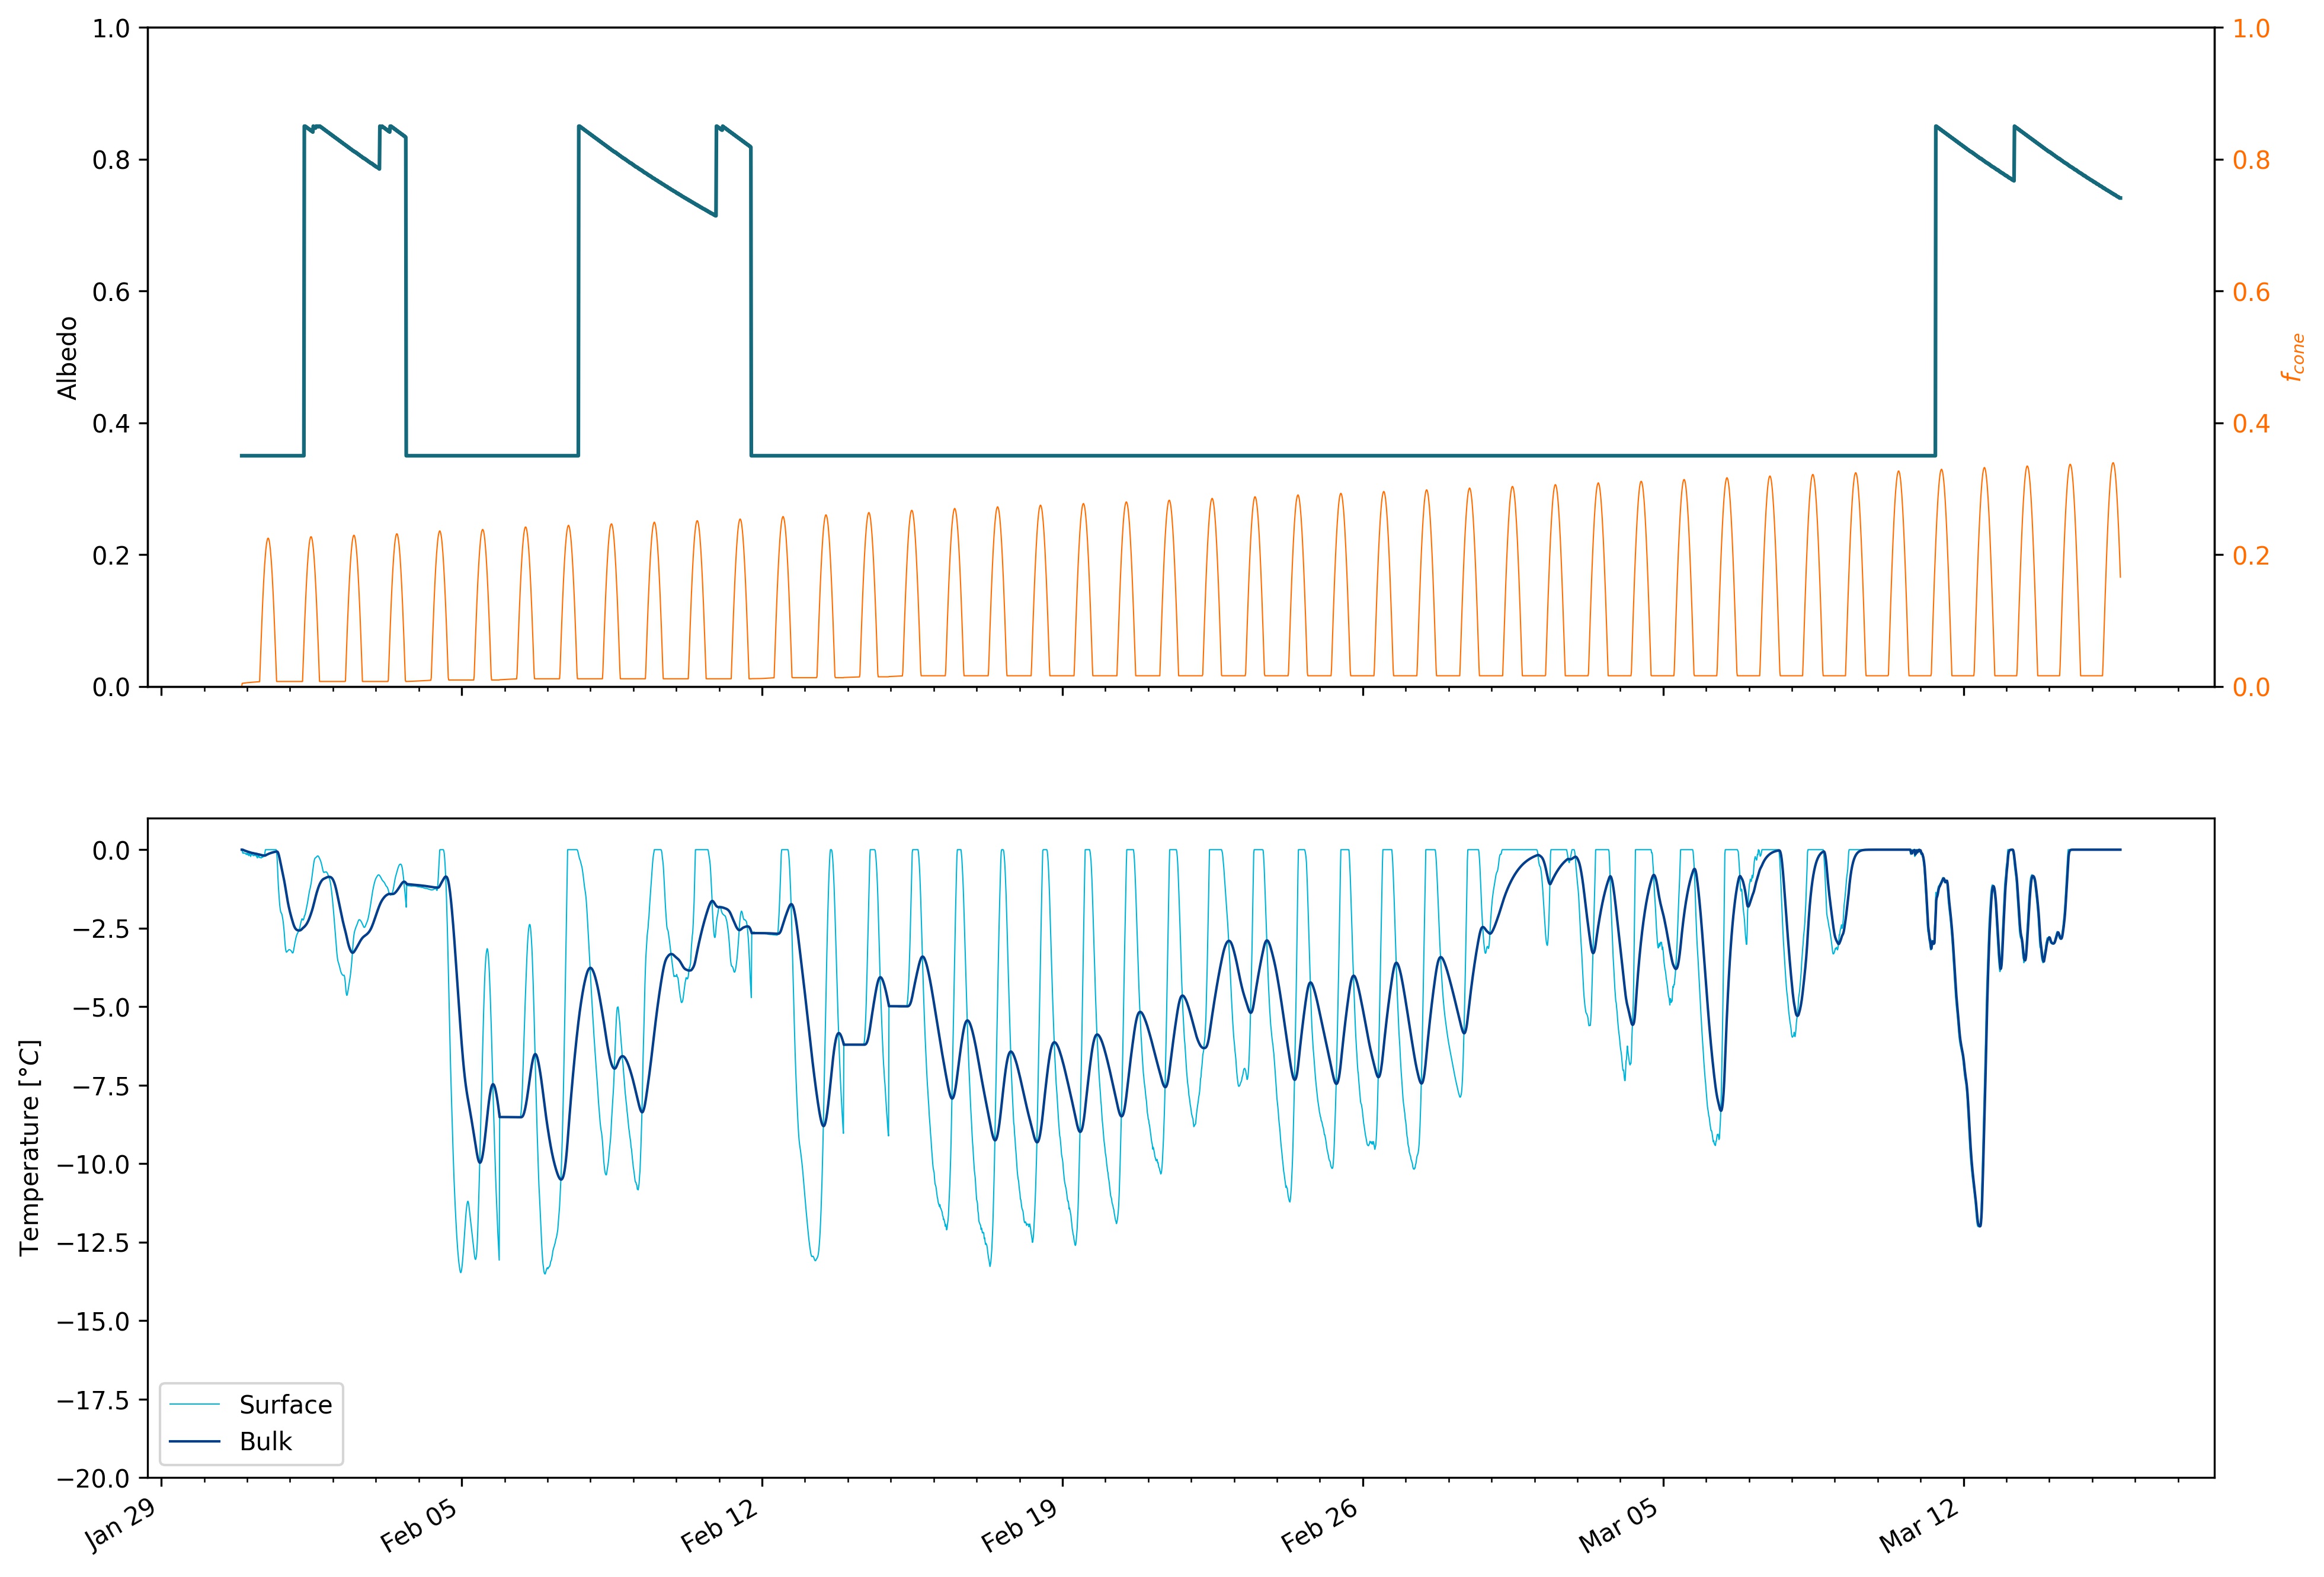 1.0
0.8
0.6
0.4
0.2
0.0
Albedo
1.0
0.8
0.6
0.4
0.2
0.0
f_cone
0.0
−2.5
−5.0
−7.5
−10.0
−12.5
−15.0
−17.5
−20.0
Temperature [°C]
Surface
Bulk
Jan 29
Feb 05
Feb 12
Feb 19
Feb 26
Mar 05
Mar 12